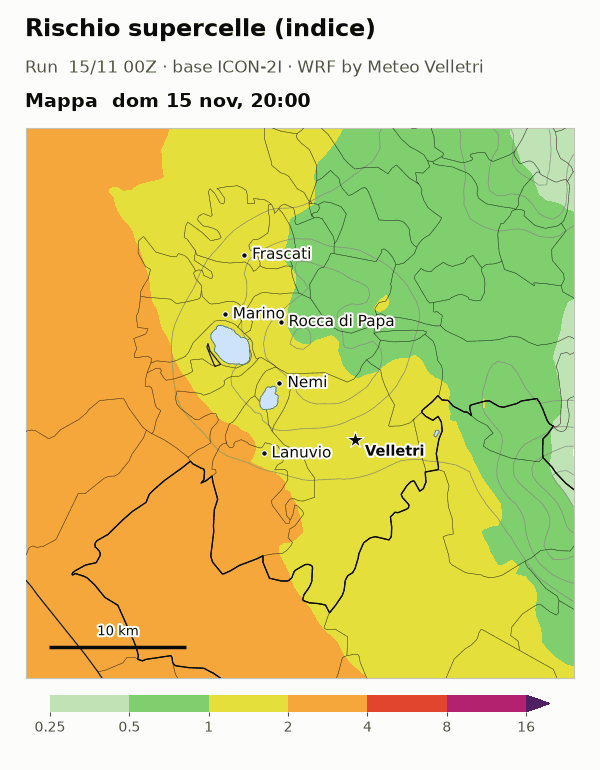 Rischio supercelle (indice)
Run 15/11 00Z · base ICON-2I · WRF by Meteo Velletri
Mappa dom 15 nov, 20:00
Frascati
Marino
Rocca di Papa
Nemi
Velletri
Lanuvio
10 km
0.25 0.5 1 2 4 8 16